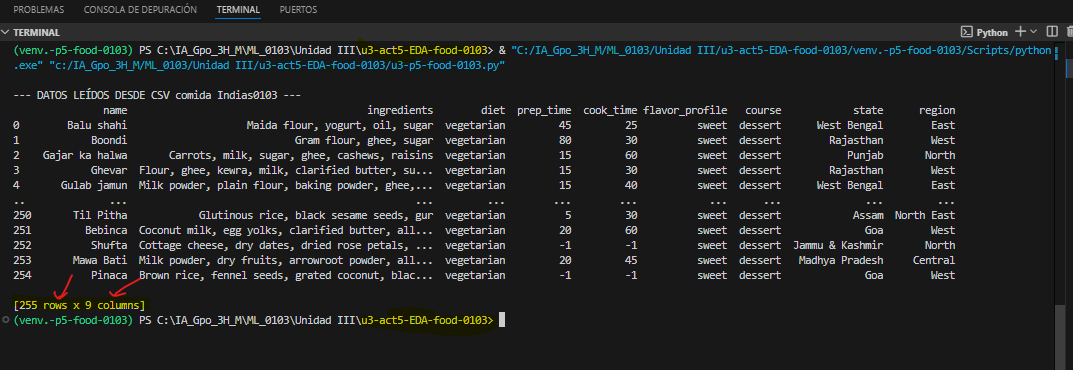 PROBLEMAS CONSOLA DE DEPURACIÓN TERMINAL PUERTOS
TERMINAL Python
(venv.-p5-food-0103) PS C:\IA_Gpo_3H_M\ML_0103\Unidad III\u3-act5-EDA-food-0103> & "C:/IA_Gpo_3H_M/ML_0103/Unidad III/u3-act5-EDA-food-0103/venv.-p5-food-0103/Scripts/python
.exe" "c:/IA_Gpo_3H_M/ML_0103/Unidad III/u3-act5-EDA-food-0103/u3-p5-food-0103.py"
--- DATOS LEÍDOS DESDE CSV comida Indias0103 ---
name ingredients diet prep_time cook_time flavor_profile course state region
0 Balu shahi Maida flour, yogurt, oil, sugar vegetarian 45 25 sweet dessert West Bengal East
1 Boondi Gram flour, ghee, sugar vegetarian 80 30 sweet dessert Rajasthan West
2 Gajar ka halwa Carrots, milk, sugar, ghee, cashews, raisins vegetarian 15 60 sweet dessert Punjab North
3 Ghevar Flour, ghee, kewra, milk, clarified butter, su... vegetarian 15 30 sweet dessert Rajasthan West
4 Gulab jamun Milk powder, plain flour, baking powder, ghee,... vegetarian 15 40 sweet dessert West Bengal East
.. ... ... ... ... ... ... ... ... ...
250 Til Pitha Glutinous rice, black sesame seeds, gur vegetarian 5 30 sweet dessert Assam North East
251 Bebinca Coconut milk, egg yolks, clarified butter, all... vegetarian 20 60 sweet dessert Goa West
252 Shufta Cottage cheese, dry dates, dried rose petals, ... vegetarian -1 -1 sweet dessert Jammu & Kashmir North
253 Mawa Bati Milk powder, dry fruits, arrowroot powder, all... vegetarian 20 45 sweet dessert Madhya Pradesh Central
254 Pinaca Brown rice, fennel seeds, grated coconut, blac... vegetarian -1 -1 sweet dessert Goa West
[255 rows x 9 columns]
(venv.-p5-food-0103) PS C:\IA_Gpo_3H_M\ML_0103\Unidad III\u3-act5-EDA-food-0103>